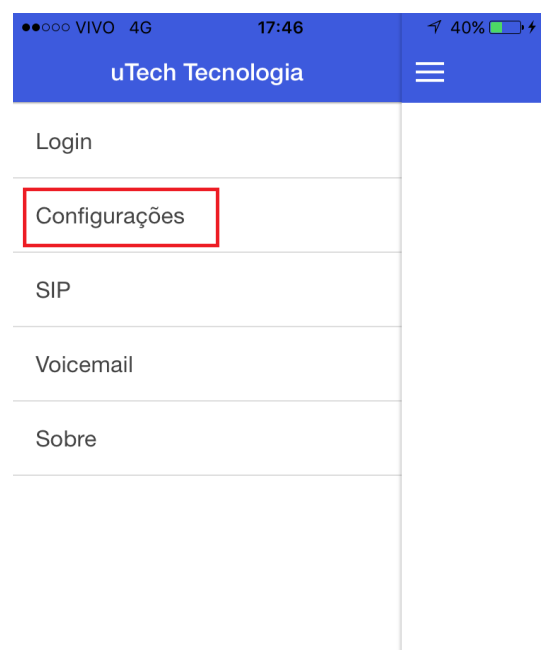 VIVO 4G 17:46 40%
uTech Tecnologia
Login
Configurações
SIP
Voicemail
Sobre